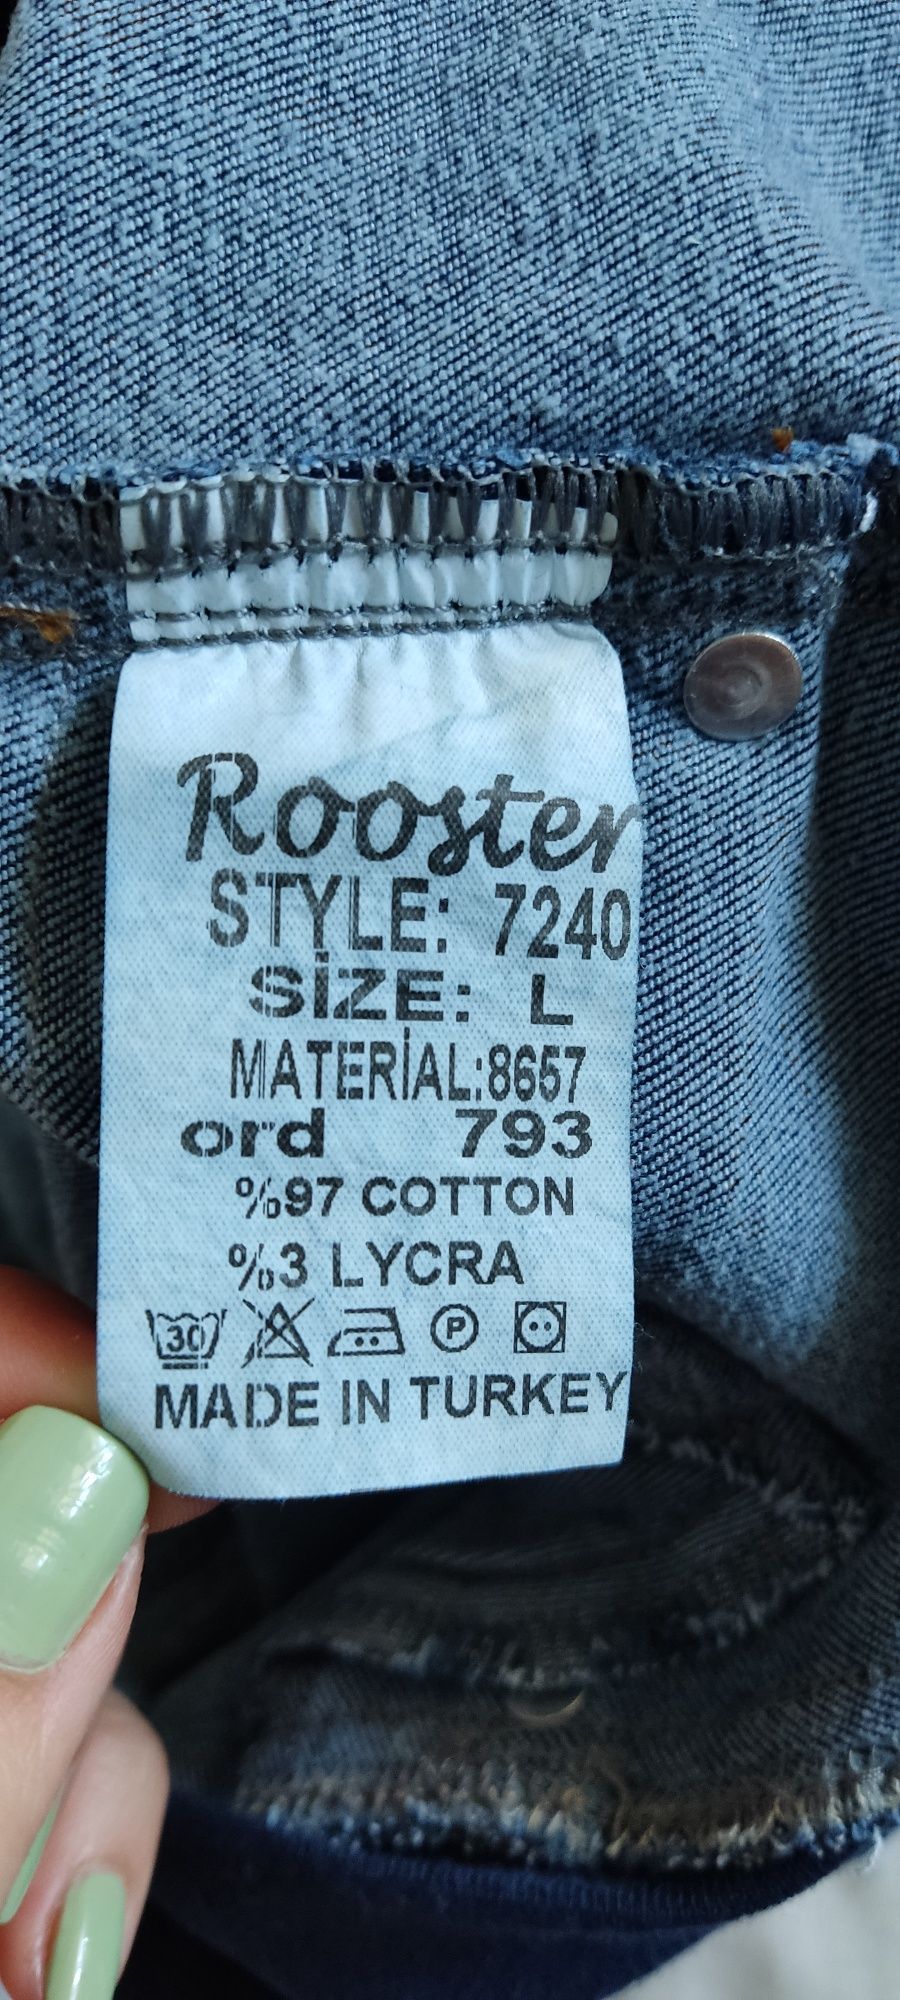 Rooster
STYLE: 7240
SİZE: L
MATERİAL:8657
ord 793
%97 COTTON
%3 LYCRA
30 P
MADE IN TURKEY